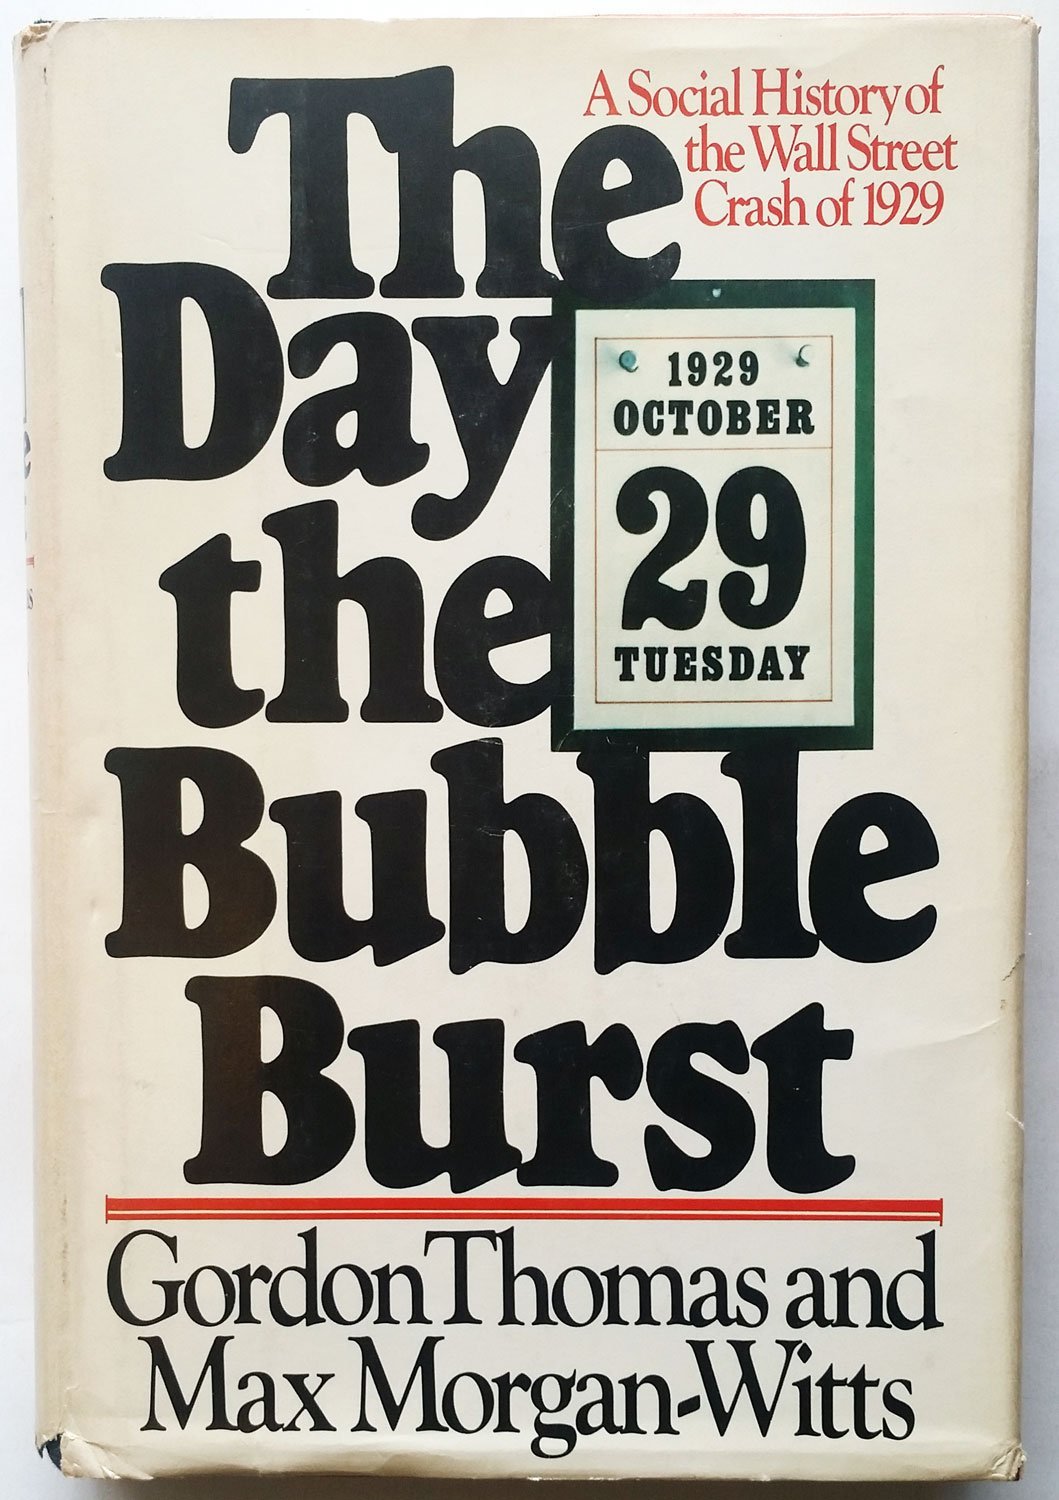 A Social History of
the Wall Street
Crash of 1929
The
Day
the
Bubble
Burst
1929
OCTOBER
29
TUESDAY
Gordon Thomas and
Max Morgan-Witts